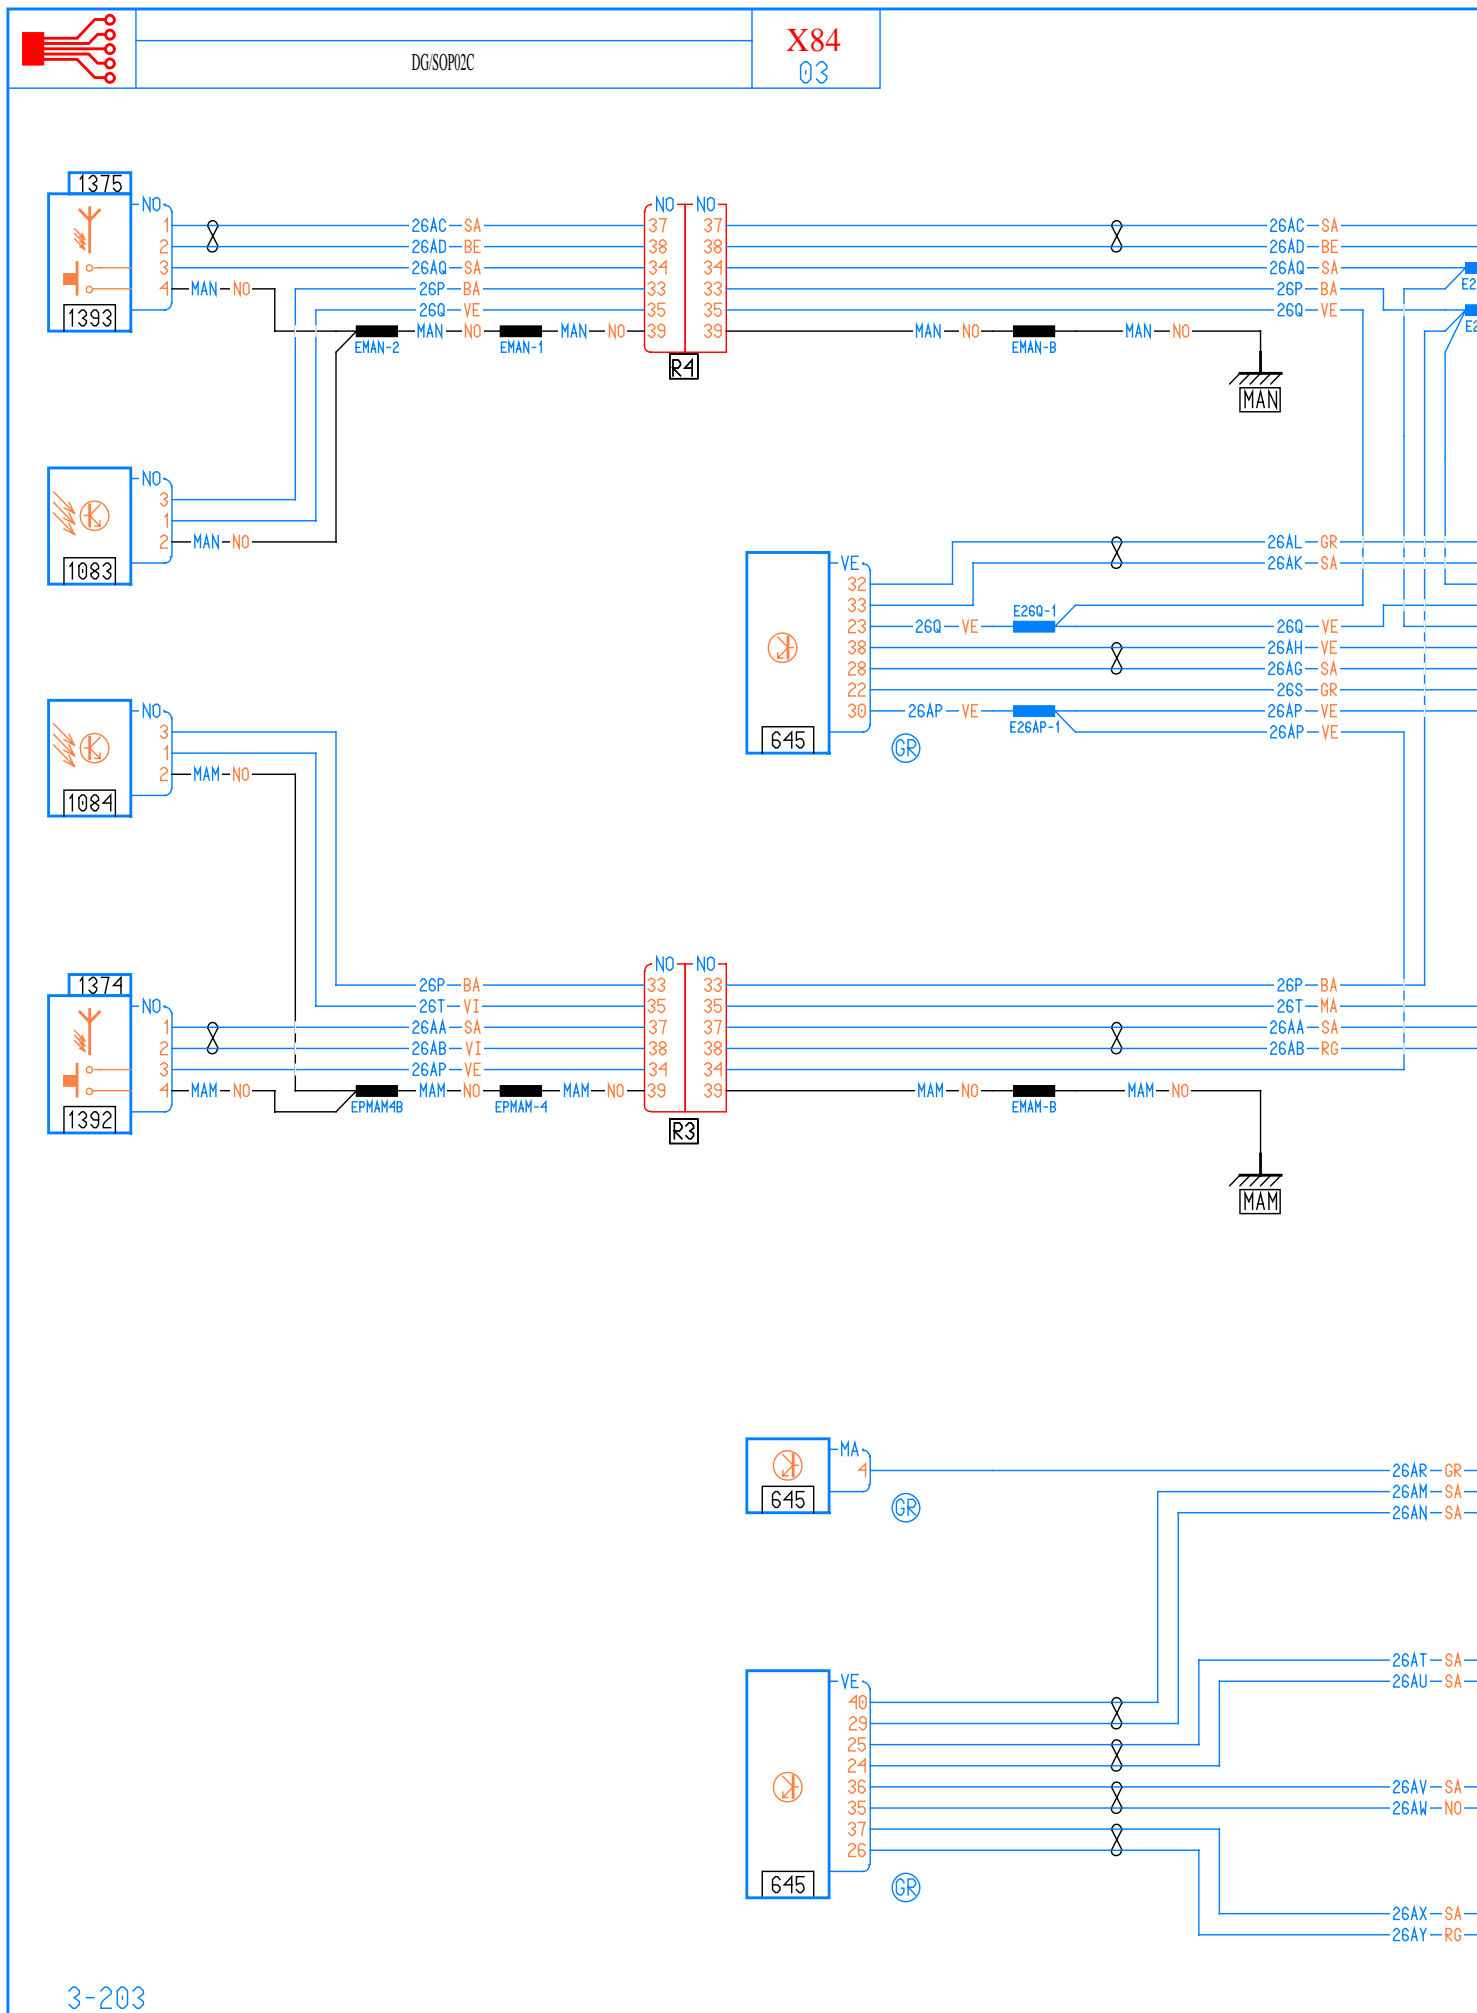 DG/SOP02C
X84
03
1375
NO
1
2
3
4
MAN NO
1393
26AC SA
26AD BE
26AQ SA
26P BA
26Q VE
EMAN-2
MAN NO
EMAN-1
MAN NO
NO NO
37 37
38 38
34 34
33 33
35 35
39 39
R4
26AC SA
26AD BE
26AQ SA
26P BA
26Q VE
MAN NO
EMAN-B
MAN NO
MAN
E2
E2
NO
3
1
2 MAN NO
1083
VE
32
33
23
38
28
22
30
645
GR
26Q VE
E26Q-1
26AP VE
E26AP-1
26AL GR
26AK SA
26Q VE
26AH VE
26AG SA
26S GR
26AP VE
26AP VE
NO
3
1
2 MAM NO
1084
1374
NO
1
2
3
4 MAM NO
1392
26P BA
26T VI
26AA SA
26AB VI
26AP VE
EPMAM4B
MAM NO
EPMAM-4
MAM NO
NO NO
33 33
35 35
37 37
38 38
34 34
39 39
R3
26P BA
26T MA
26AA SA
26AB RG
MAM NO
EMAM-B
MAM NO
MAM
MA
4
645
GR
26AR GR
26AM SA
26AN SA
26AT SA
26AU SA
VE
40
29
25
24
36
35
37
26
645
GR
26AV SA
26AW NO
26AX SA
26AY RG
3-203